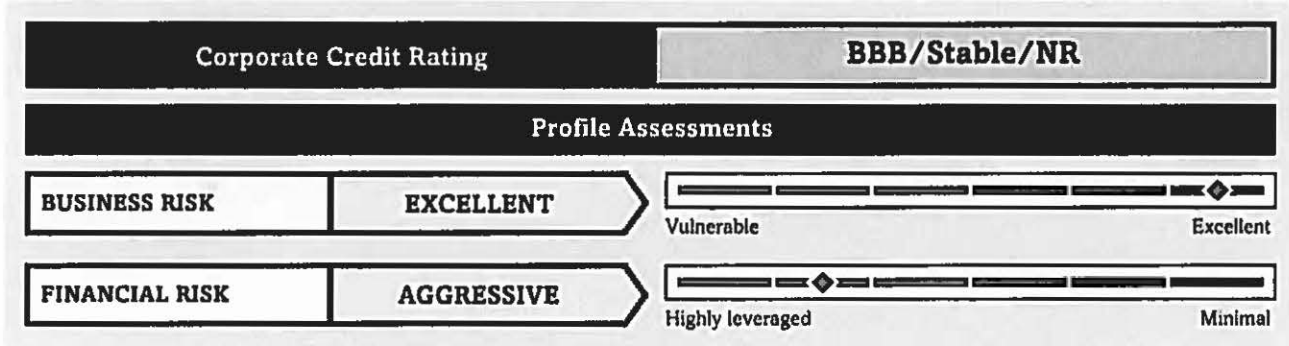 Corporate Credit Rating BBB/Stable/NR
Profile Assessments
BUSINESS RISK EXCELLENT
Vulnerable Excellent
FINANCIAL RISK AGGRESSIVE
Highly leveraged Minimal